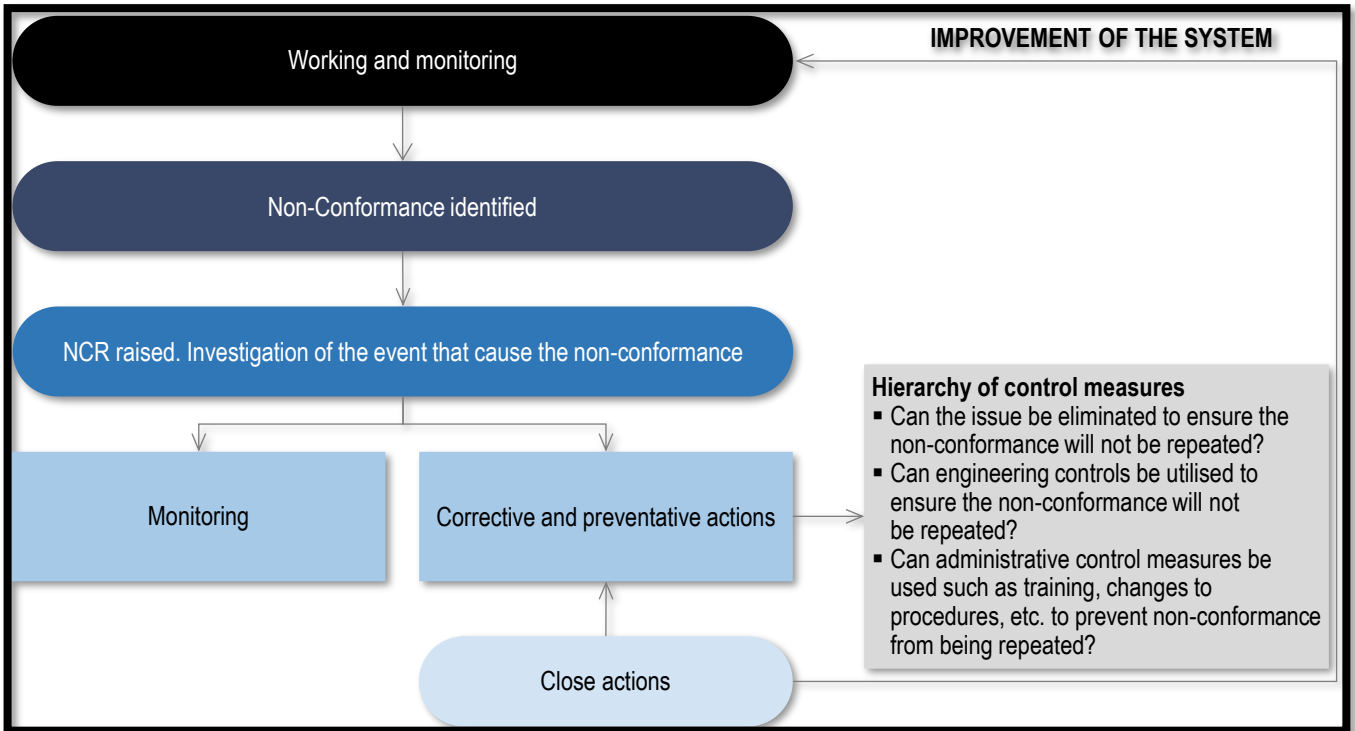 IMPROVEMENT OF THE SYSTEM
Working and monitoring
Non-Conformance identified
NCR raised. Investigation of the event that cause the non-conformance
Monitoring
Corrective and preventative actions
Hierarchy of control measures
▪ Can the issue be eliminated to ensure the
non-conformance will not be repeated?
▪ Can engineering controls be utilised to
ensure the non-conformance will not
be repeated?
▪ Can administrative control measures be
used such as training, changes to
procedures, etc. to prevent non-conformance
from being repeated?
Close actions